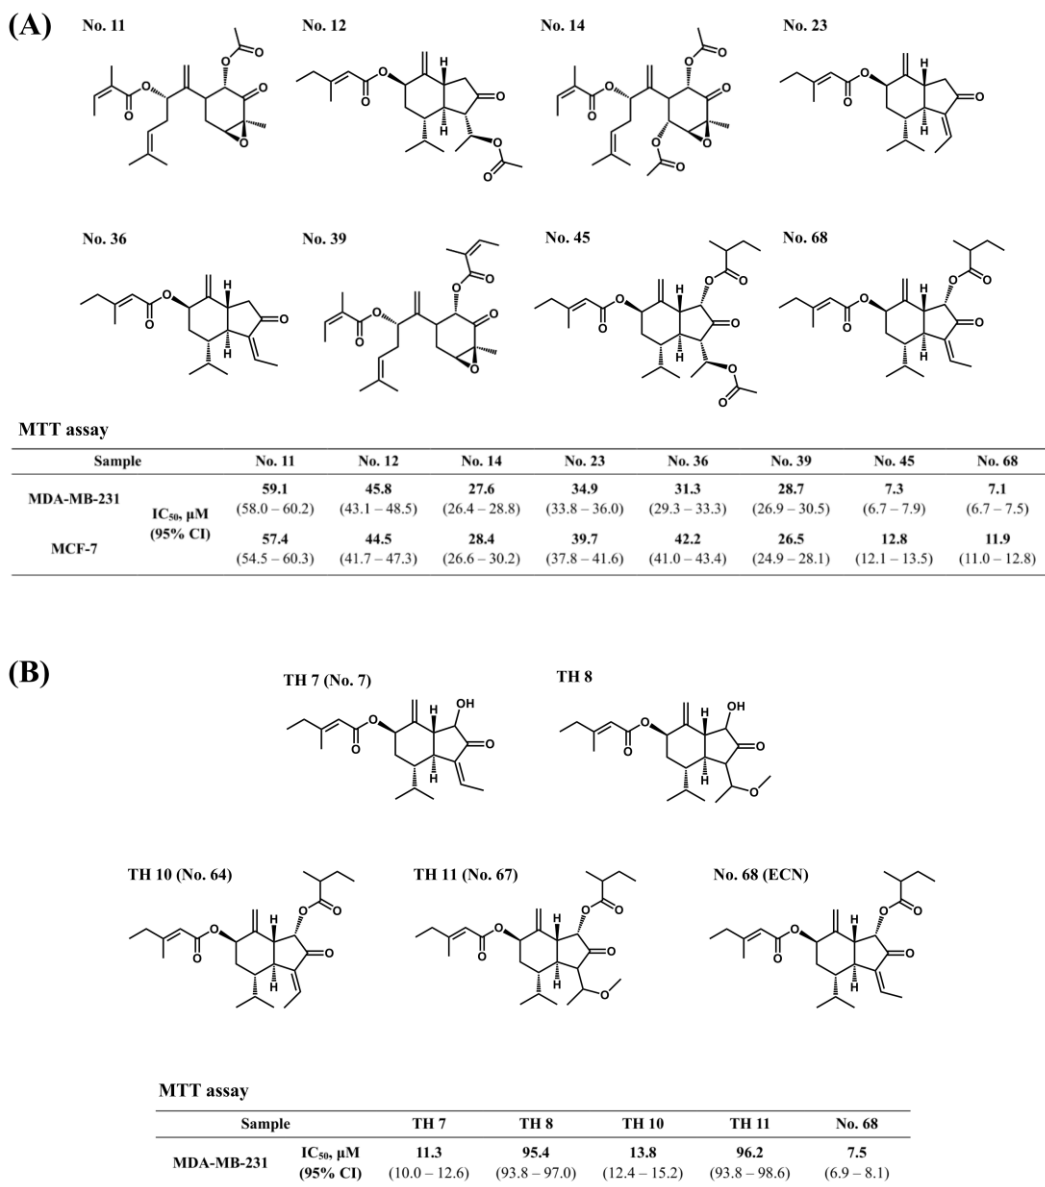 (A)
No. 11 No. 12 No. 14 No. 23
No. 36 No. 39 No. 45 No. 68
MTT assay
Sample No. 11 No. 12 No. 14 No. 23 No. 36 No. 39 No. 45 No. 68
MDA-MB-231 IC50, μM (95% CI) 59.1 45.8 27.6 34.9 31.3 28.7 7.3 7.1
(58.0 – 60.2) (43.1 – 48.5) (26.4 – 28.8) (33.8 – 36.0) (29.3 – 33.3) (26.9 – 30.5) (6.7 – 7.9) (6.7 – 7.5)
MCF-7 57.4 44.5 28.4 39.7 42.2 26.5 12.8 11.9
(54.5 – 60.3) (41.7 – 47.3) (26.6 – 30.2) (37.8 – 41.6) (41.0 – 43.4) (24.9 – 28.1) (12.1 – 13.5) (11.0 – 12.8)
(B)
TH 7 (No. 7) TH 8
TH 10 (No. 64) TH 11 (No. 67) No. 68 (ECN)
MTT assay
Sample TH 7 TH 8 TH 10 TH 11 No. 68
MDA-MB-231 IC50, μM 11.3 95.4 13.8 96.2 7.5
(95% CI) (10.0 – 12.6) (93.8 – 97.0) (12.4 – 15.2) (93.8 – 98.6) (6.9 – 8.1)